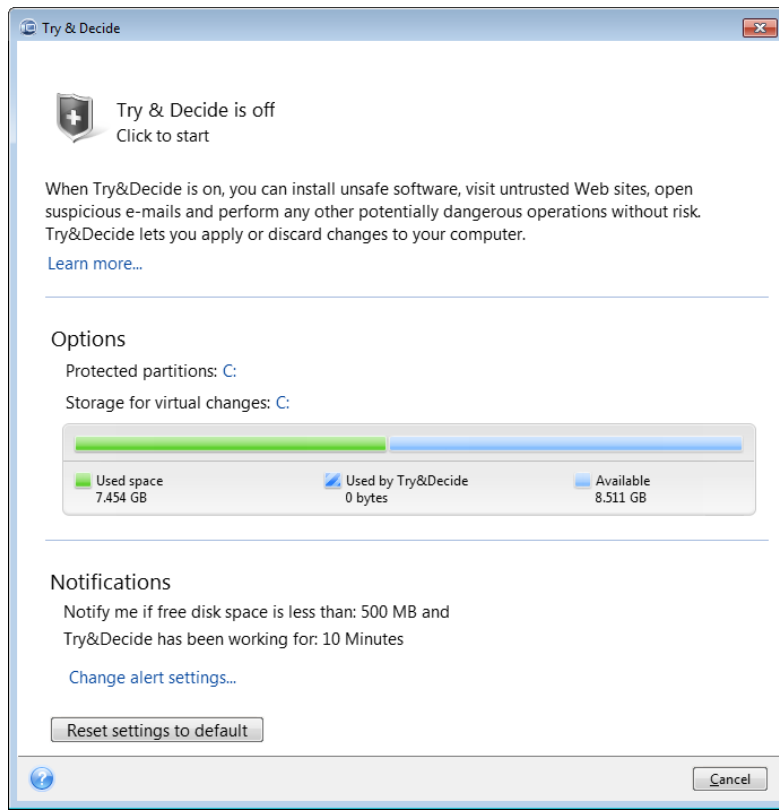 Try & Decide
Try & Decide is off
Click to start
When Try&Decide is on, you can install unsafe software, visit untrusted Web sites, open
suspicious e-mails and perform any other potentially dangerous operations without risk.
Try&Decide lets you apply or discard changes to your computer.
Learn more...
Options
Protected partitions: C:
Storage for virtual changes: C:
Used space Used by Try&Decide Available
7.454 GB 0 bytes 8.511 GB
Notifications
Notify me if free disk space is less than: 500 MB and
Try&Decide has been working for: 10 Minutes
Change alert settings...
Reset settings to default
? Cancel